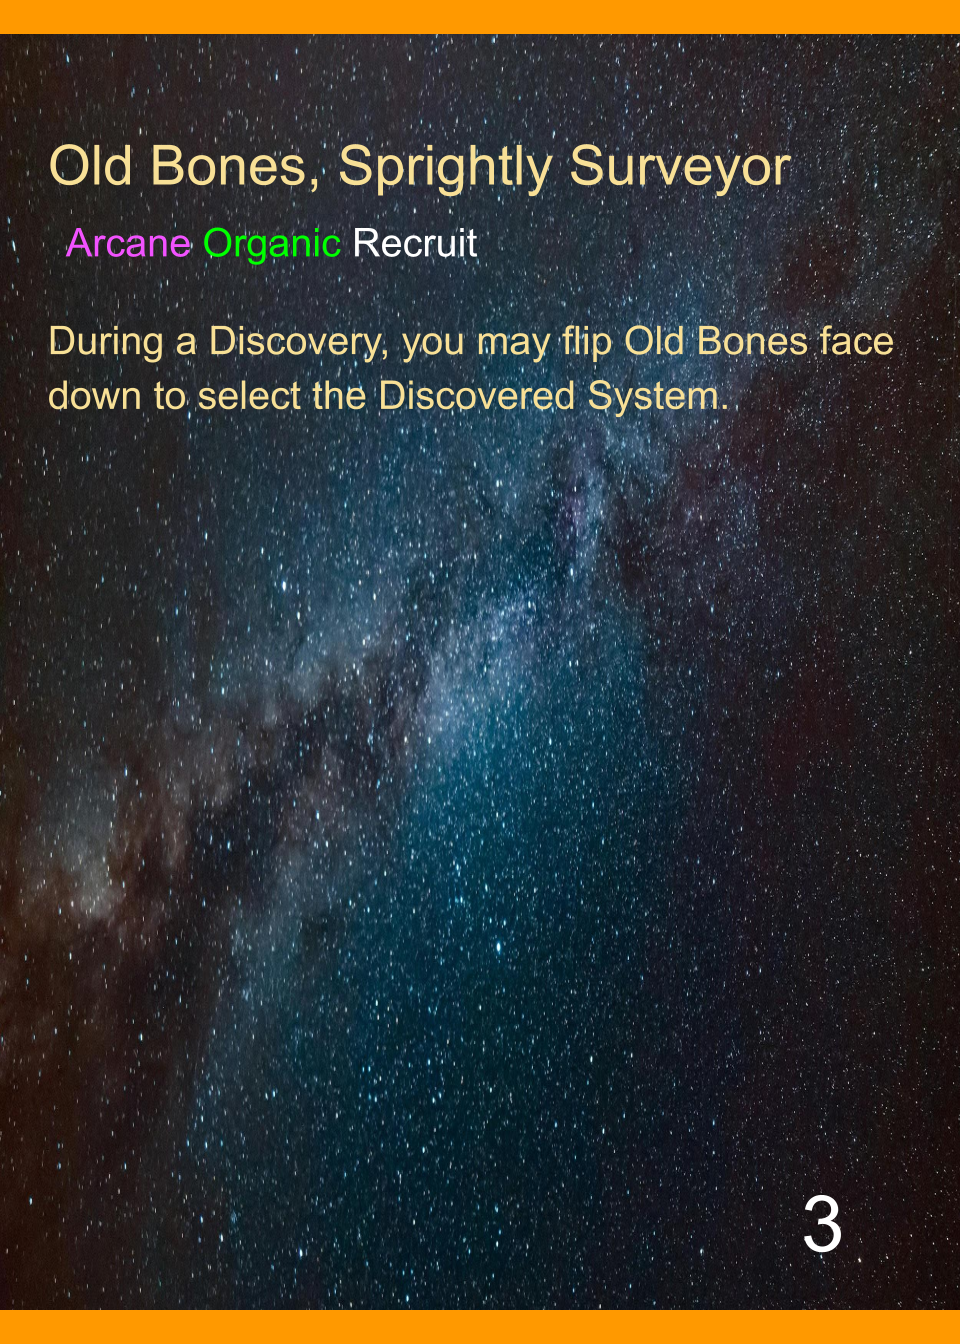 Old Bones, Sprightly Surveyor
Arcane Organic Recruit
During a Discovery, you may flip Old Bones face
down to select the Discovered System.
3